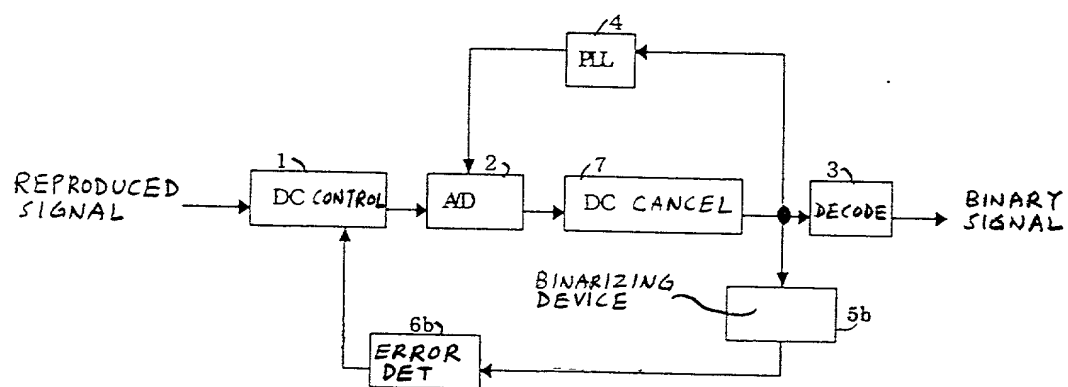 4
PLL
REPRODUCED
SIGNAL
1
DC CONTROL
2
A/D
7
DC CANCEL
3
DECODE
BINARY
SIGNAL
BINARIZING
DEVICE
5b
6b
ERROR
DET